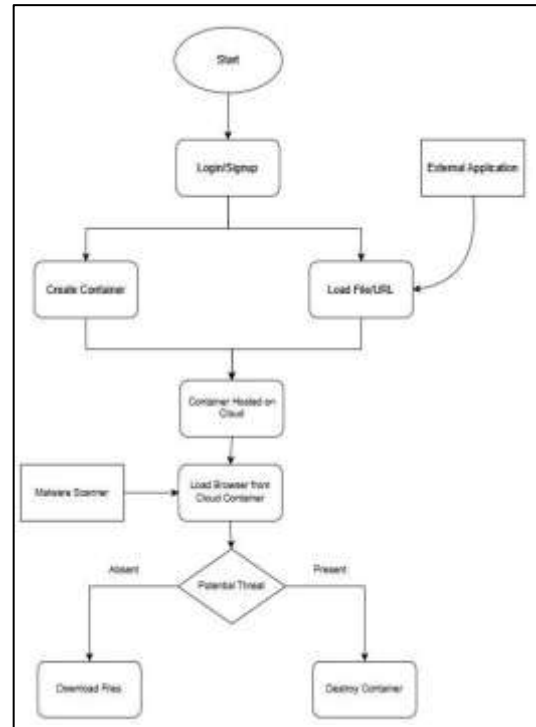 Start
Login/Signup
External Application
Create Container
Load File/URL
Container Hosted on
Cloud
Malware Scanner
Load Browser from
Cloud Container
Absent
Potential Threat
Present
Download Files
Destroy Container